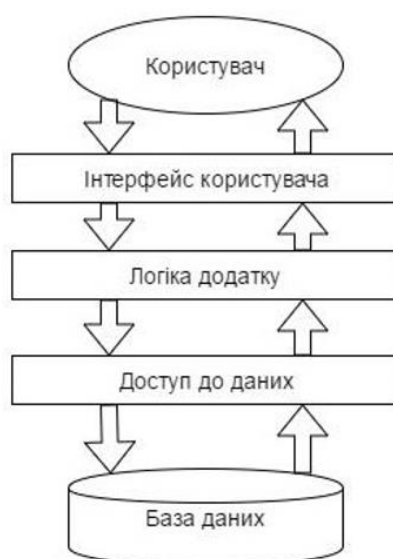 Користувач
Інтерфейс користувача
Логіка додатку
Доступ до даних
База даних